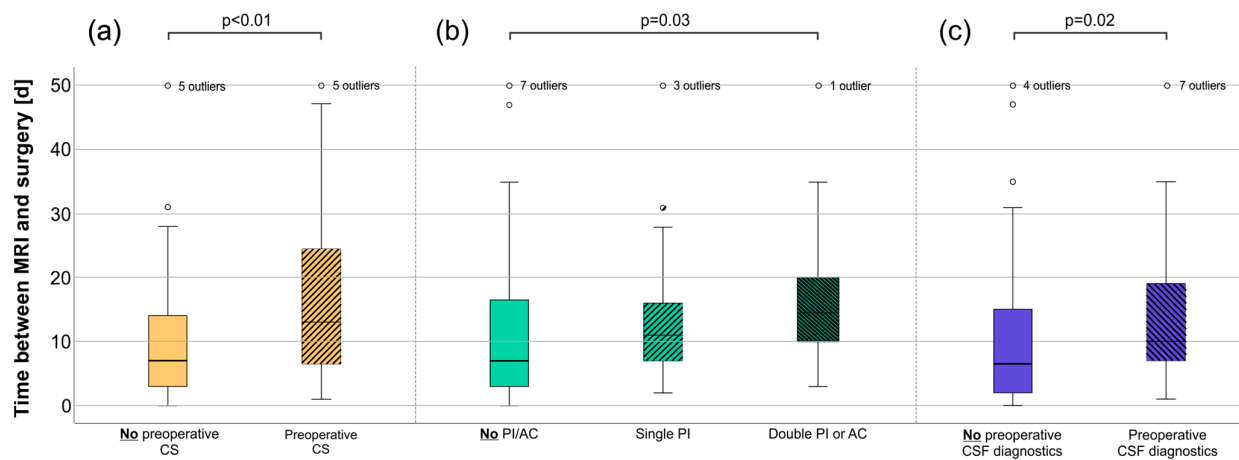 (a)
p<0.01
(b)
p=0.03
(c)
p=0.02
Time between MRI and surgery [d]
50
40
30
20
10
0
5 outliers
5 outliers
7 outliers
3 outliers
1 outlier
4 outliers
7 outliers
No preoperative
CS
Preoperative
CS
No PI/AC
Single PI
Double PI or AC
No preoperative
CSF diagnostics
Preoperative
CSF diagnostics